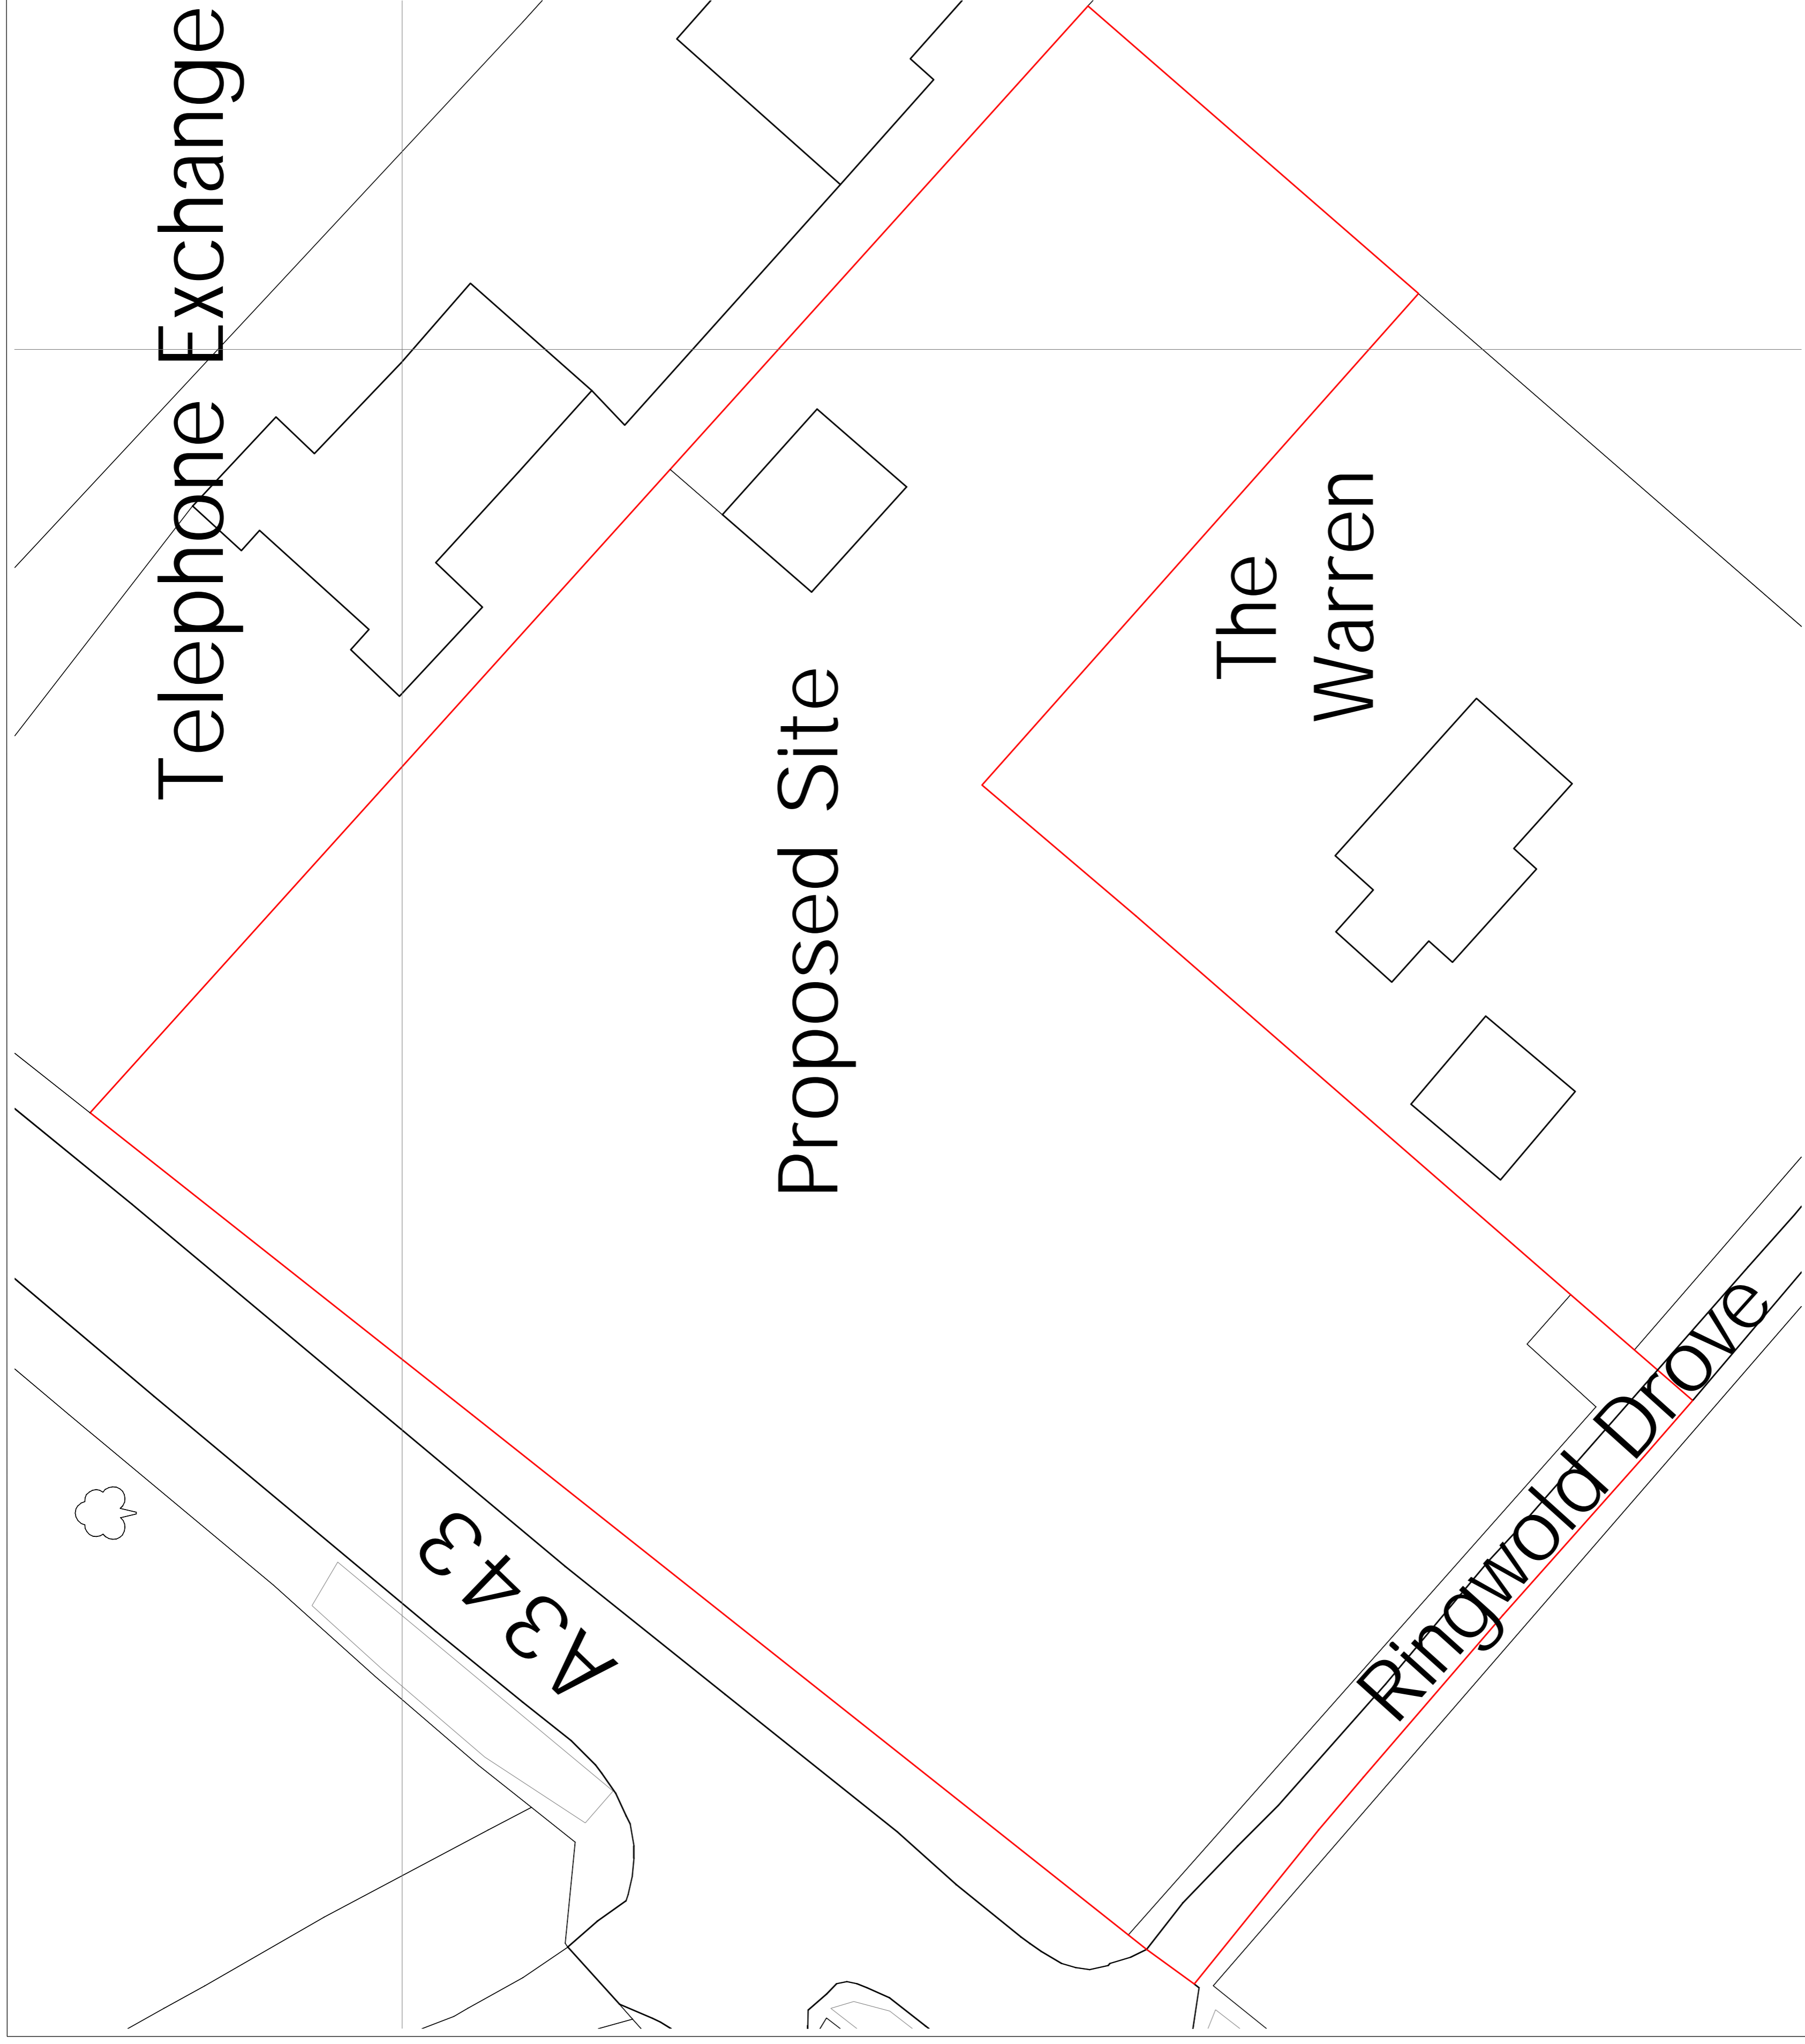 Telephone Exchange
Proposed Site
The
Warren
A343
Ringwold Drove